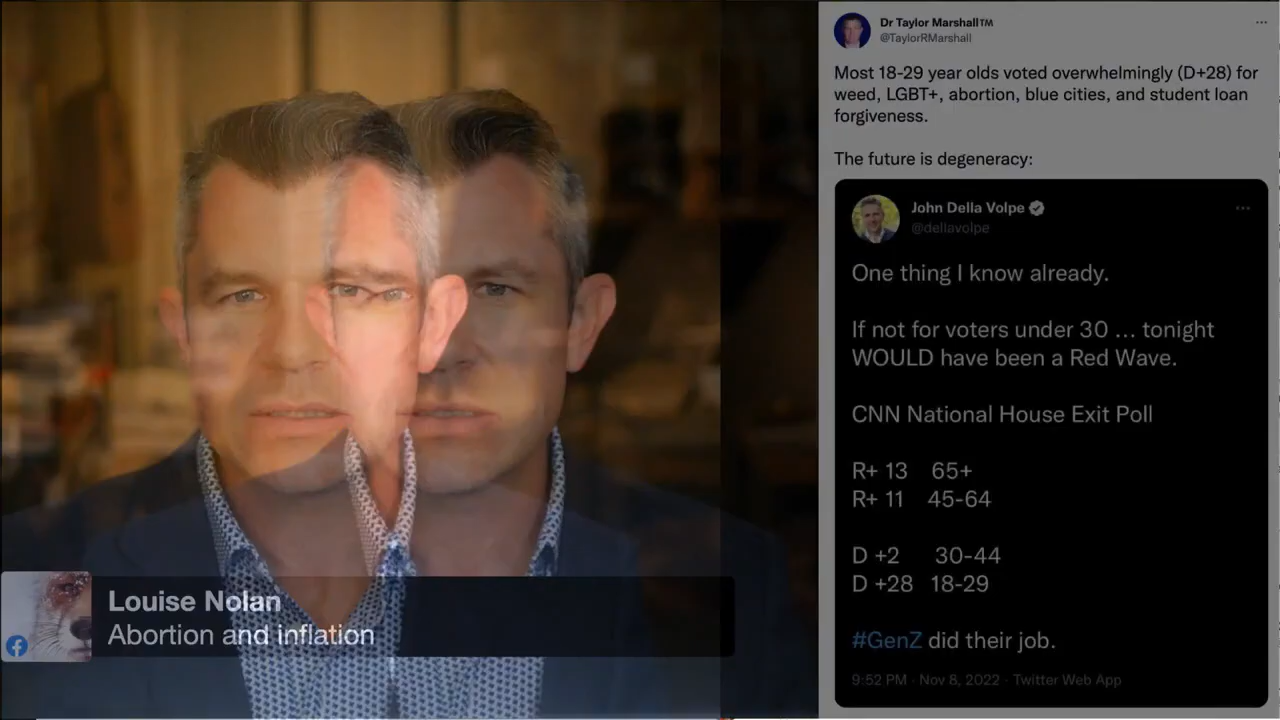 Dr Taylor Marshall™
@TaylorRMarshall
Most 18-29 year olds voted overwhelmingly (D+28) for
weed, LGBT+, abortion, blue cities, and student loan
forgiveness.
The future is degeneracy:
John Della Volpe
@dellavolpe
One thing I know already.
If not for voters under 30 ... tonight
WOULD have been a Red Wave.
CNN National House Exit Poll
R+ 13 65+
R+ 11 45-64
D +2 30-44
D +28 18-29
#GenZ did their job.
9:52 PM · Nov 8, 2022 · Twitter Web App
Louise Nolan
Abortion and inflation